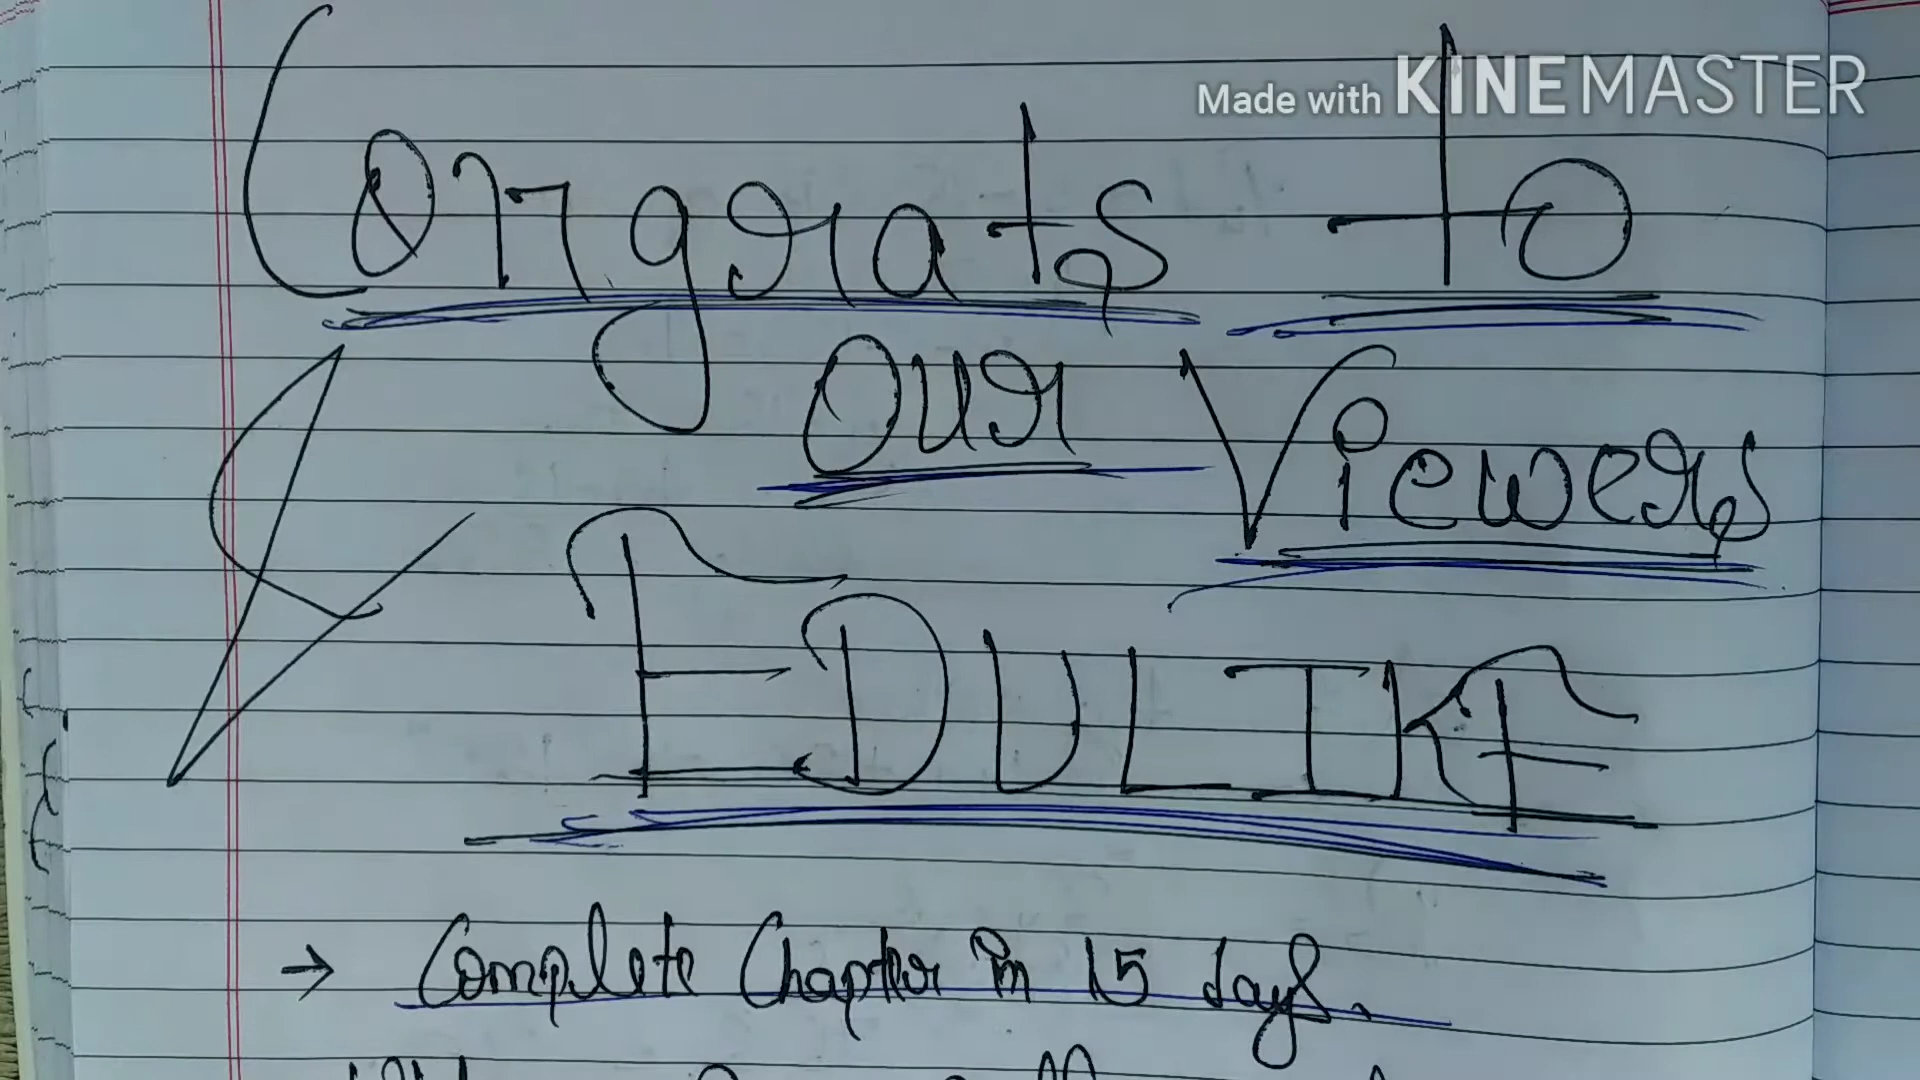 Made with KINEMASTER
Congrats to
our Viewers
EDULIKE
→ Complete Chapter in 15 days.